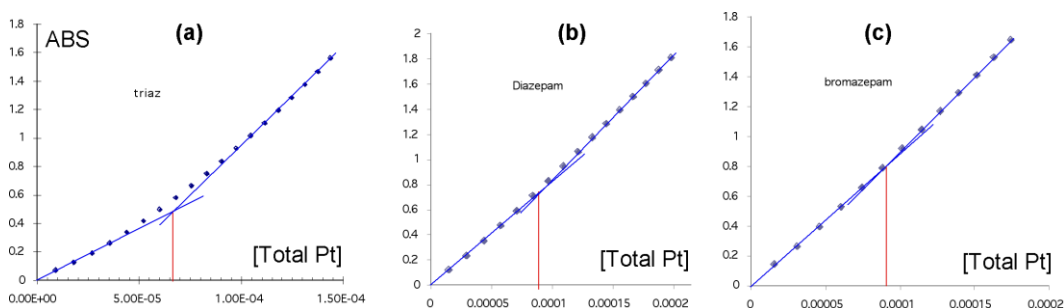 1.8
1.6
1.4
1.2
1
0.8
0.6
0.4
0.2
0
ABS
(a)
triaz
[Total Pt]
0.00E+00
5.00E-05
1.00E-04
1.50E-04
2
1.8
1.6
1.4
1.2
1
0.8
0.6
0.4
0.2
0
(b)
Diazepam
[Total Pt]
0
0.00005
0.0001
0.00015
0.0002
1.8
1.6
1.4
1.2
1
0.8
0.6
0.4
0.2
0
(c)
bromazepam
[Total Pt]
0
0.00005
0.0001
0.00015
0.0002